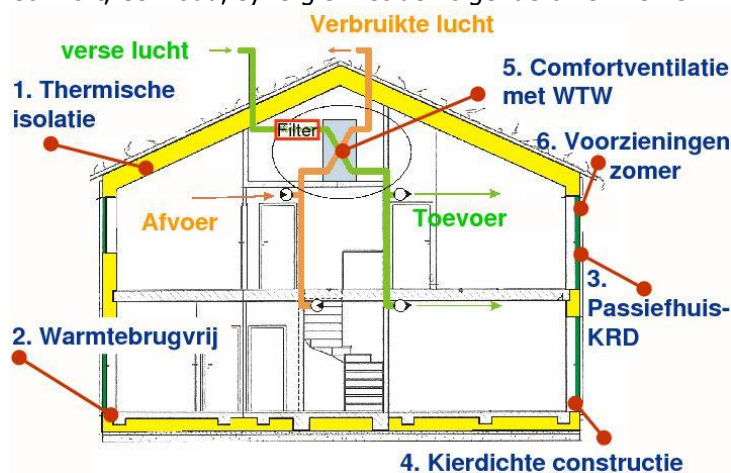 Verbruikte lucht
verse lucht
1. Thermische
isolatie
5. Comfortventilatie
met WTW
Filter
6. Voorzieningen
zomer
Afvoer
Toevoer
3.
Passiefhuis-
KRD
2. Warmtebrugvrij
4. Kierdichte constructie